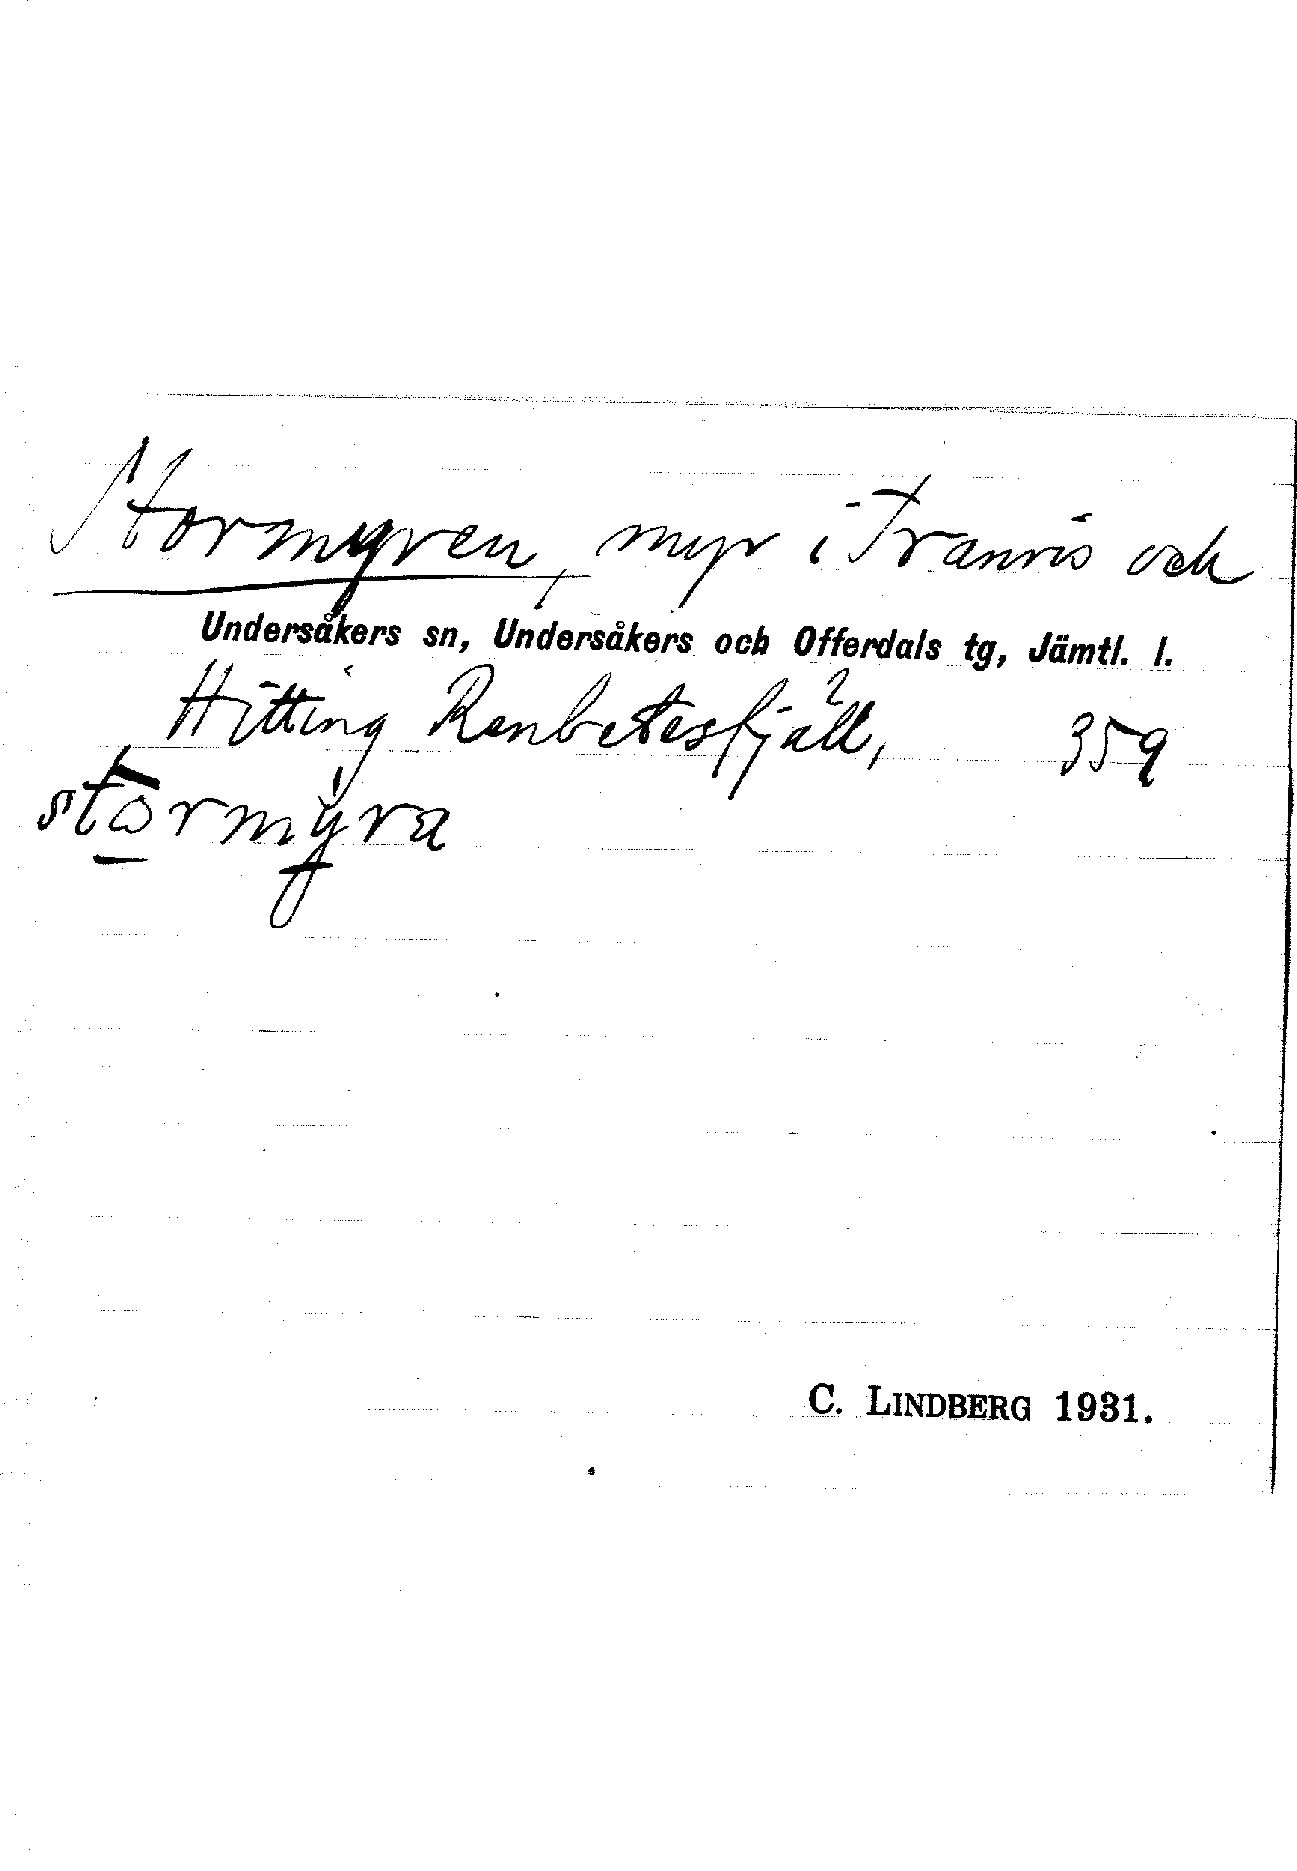 Stormyren, myr i Tranris och
Undersåkers sn, Undersåkers och Offerdals tg, Jämtl. l.
Hitting Renbetesfjäll, 359
stormyra
C. LINDBERG 1931.